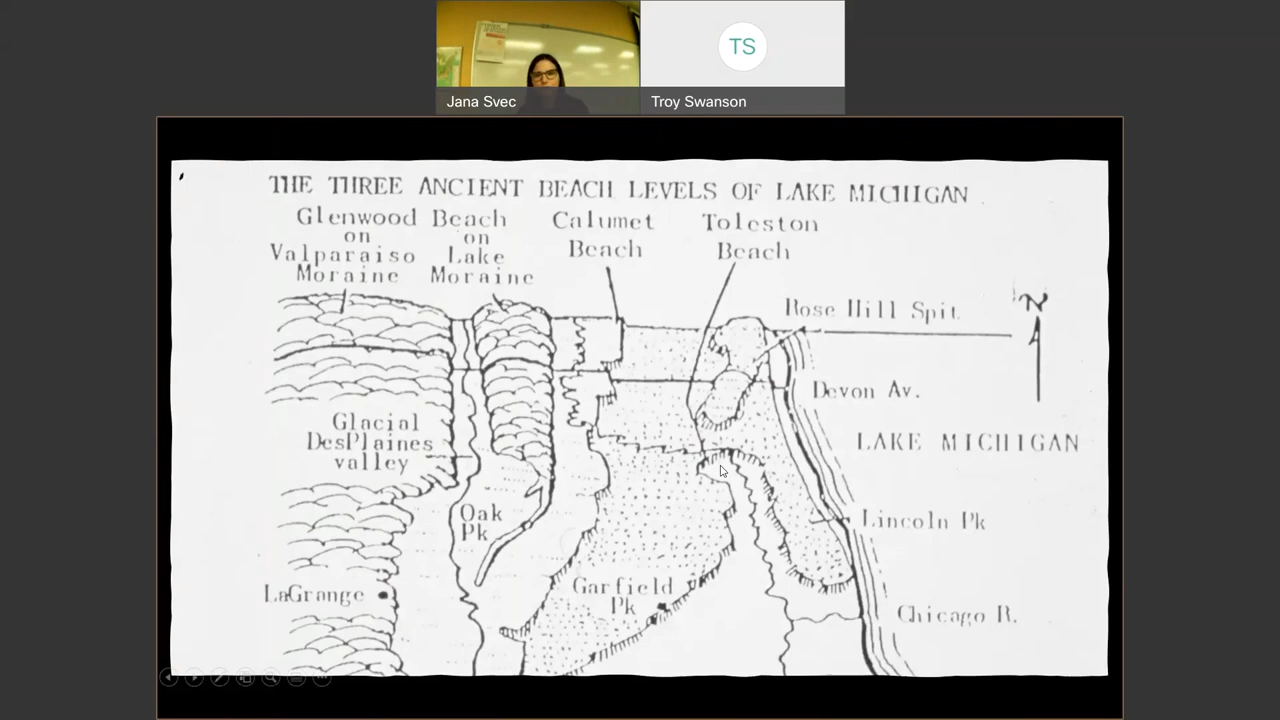 TS
Jana Svec
Troy Swanson
THE THREE ANCIENT BEACH LEVELS OF LAKE MICHIGAN
Glenwood
on
Valparaiso
Moraine
Beach
on
Lake
Moraine
Calumet
Beach
Toleston
Beach
Rose Hill Spit
N
Devon Av.
Glacial
DesPlaines
valley
LAKE MICHIGAN
Oak
Pk
Lincoln Pk
LaGrange
Garfield
Pk
Chicago R.